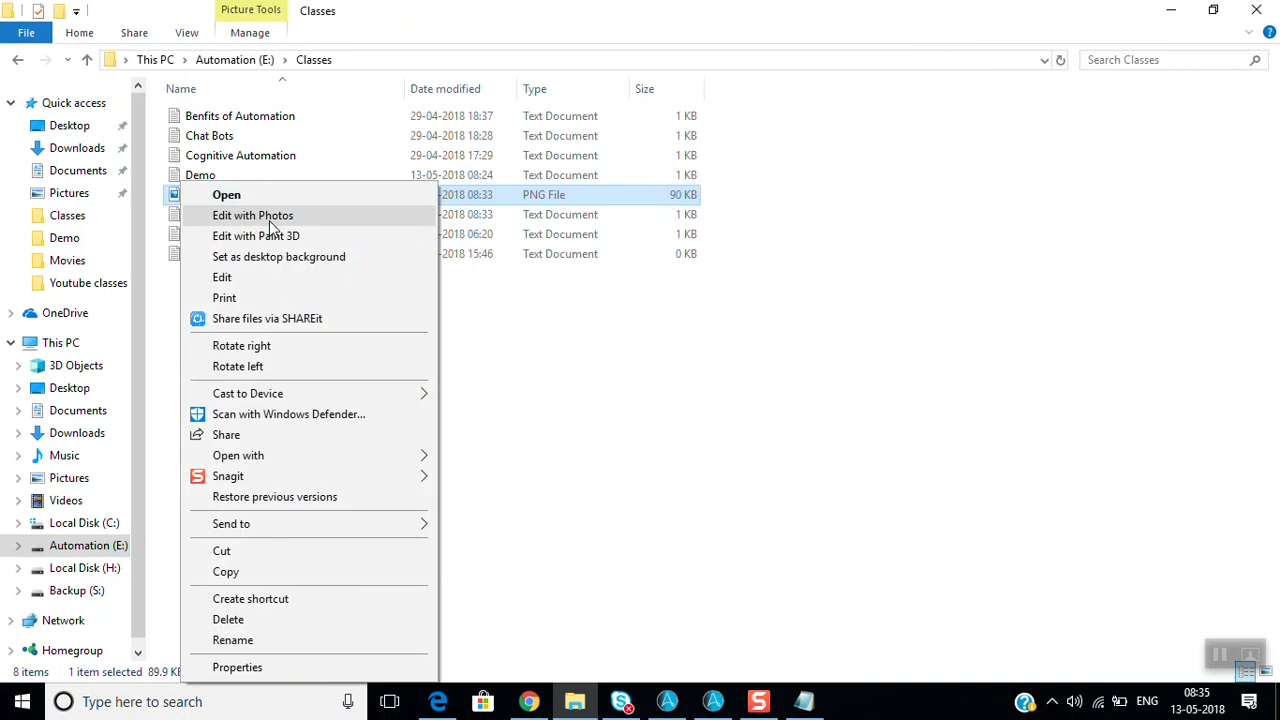 Picture Tools
Classes
File
Home
Share
View
Manage
This PC
Automation (E:)
Classes
Search Classes
Name
Date modified
Type
Size
Quick access
Desktop
Downloads
Documents
Pictures
Classes
Demo
Movies
Youtube classes
OneDrive
This PC
3D Objects
Desktop
Documents
Downloads
Music
Pictures
Videos
Local Disk (C:)
Automation (E:)
Local Disk (H:)
Backup (S:)
Network
Homegroup
Benfits of Automation 29-04-2018 18:37 Text Document 1 KB
Chat Bots 29-04-2018 18:28 Text Document 1 KB
Cognitive Automation 29-04-2018 17:29 Text Document 1 KB
Demo 13-05-2018 08:24 Text Document 1 KB
-2018 08:33 PNG File 90 KB
-2018 08:33 Text Document 1 KB
-2018 06:20 Text Document 1 KB
-2018 15:46 Text Document 0 KB
Open
Edit with Photos
Edit with Paint 3D
Set as desktop background
Edit
Print
Share files via SHAREit
Rotate right
Rotate left
Cast to Device
Scan with Windows Defender...
Share
Open with
S Snagit
Restore previous versions
Send to
Cut
Copy
Create shortcut
Delete
Rename
Properties
8 items 1 item selected 89.9 K
Type here to search
S
ENG
08:35
13-05-2018